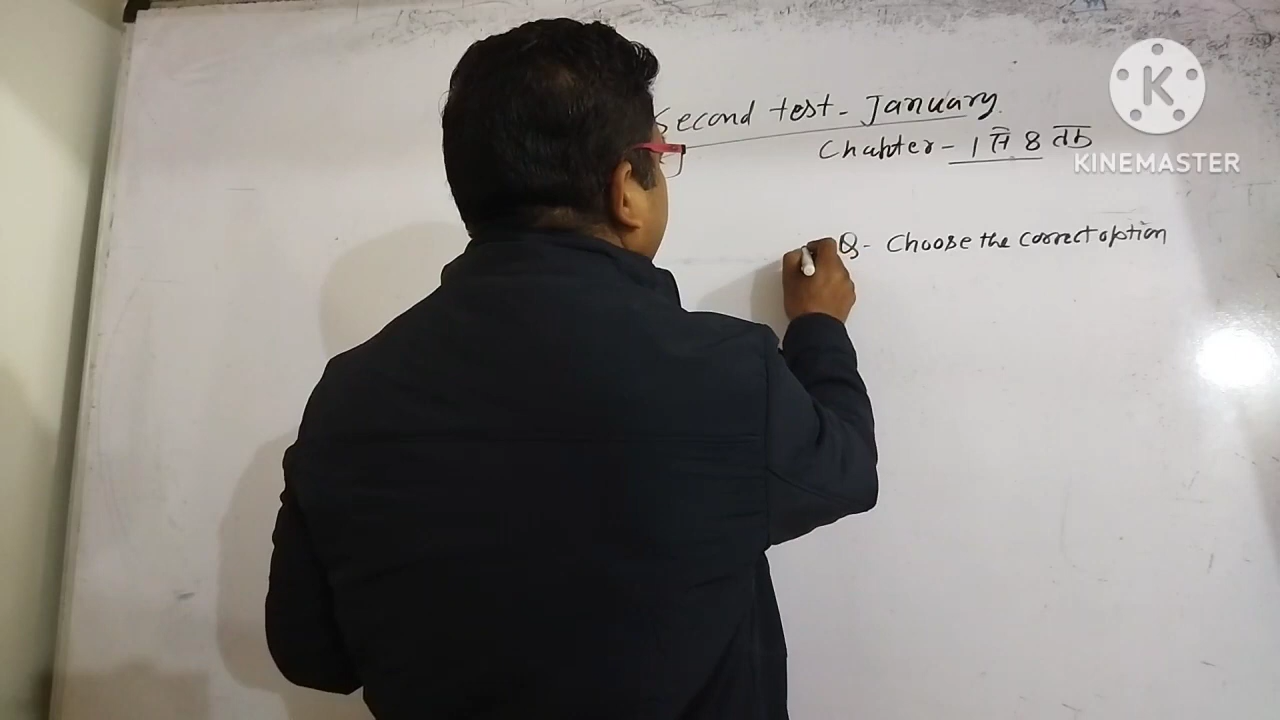 Second test - January
Chapter - 1 से 8 तक
KINEMASTER
Q - Choose the correct option